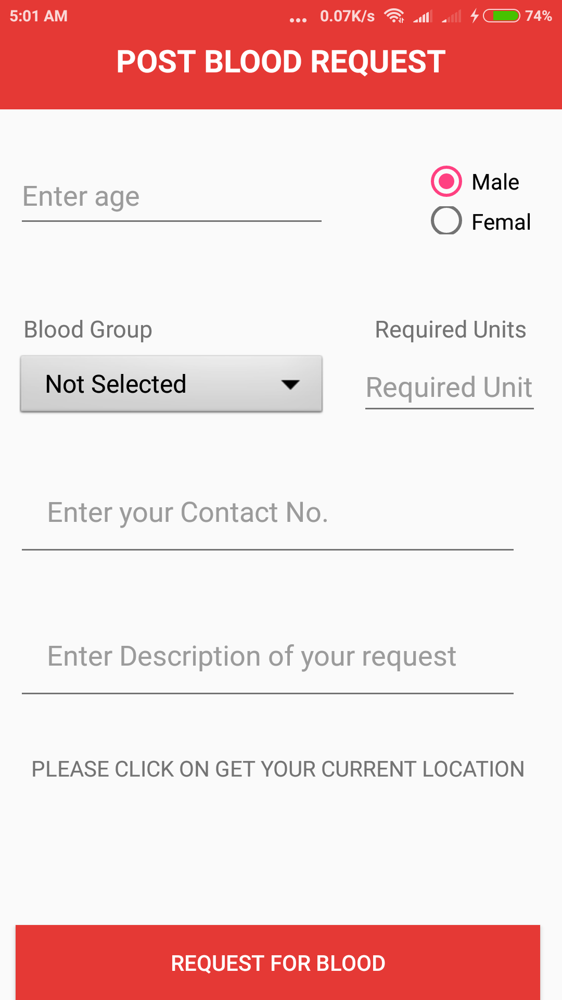 5:01 AM ... 0.07K/s 74%
POST BLOOD REQUEST
Enter age
Male
Femal
Blood Group
Required Units
Not Selected
Required Unit
Enter your Contact No.
Enter Description of your request
PLEASE CLICK ON GET YOUR CURRENT LOCATION
REQUEST FOR BLOOD